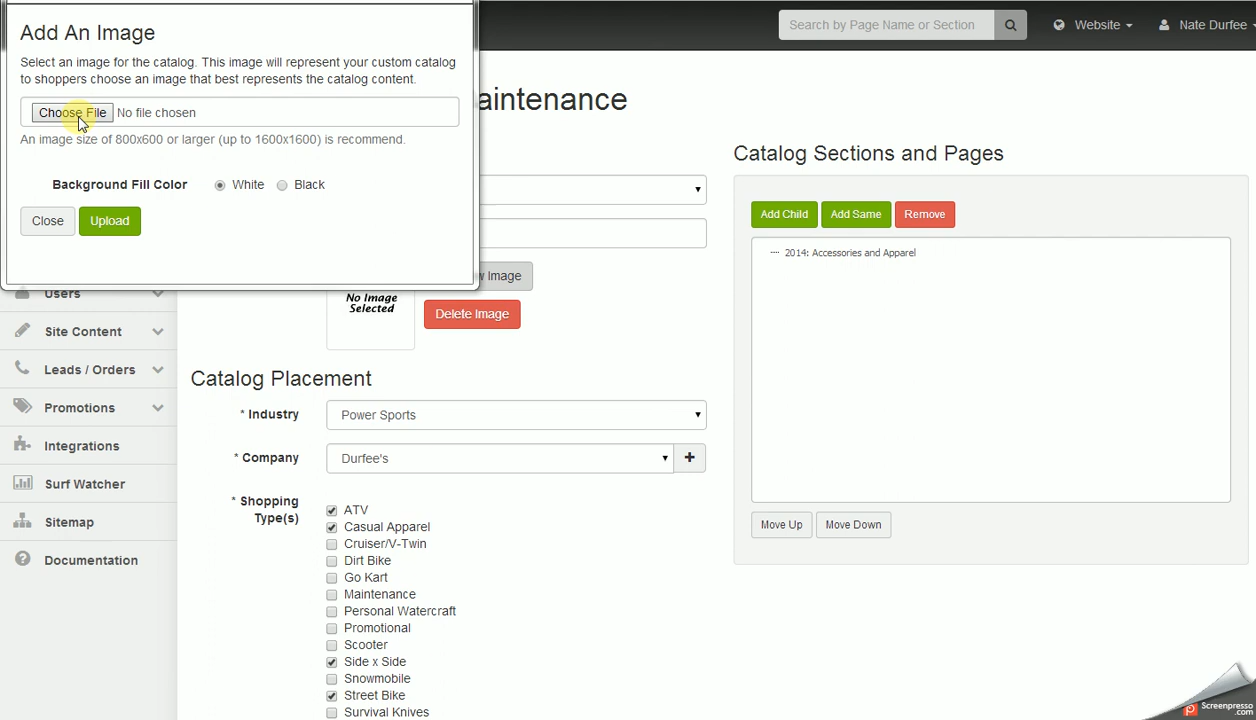 Add An Image
Select an image for the catalog. This image will represent your custom catalog
to shoppers choose an image that best represents the catalog content.
Choose File No file chosen
An image size of 800x600 or larger (up to 1600x1600) is recommend.
Background Fill Color White Black
Close Upload
Search by Page Name or Section
Website
Nate Durfee
aintenance
w Image
No Image
Selected
Delete Image
Users
Site Content
Leads / Orders
Promotions
Integrations
Surf Watcher
Sitemap
Documentation
Catalog Placement
* Industry
Power Sports
* Company
Durfee's
+
* Shopping
Type(s)
ATV
Casual Apparel
Cruiser/V-Twin
Dirt Bike
Go Kart
Maintenance
Personal Watercraft
Promotional
Scooter
Side x Side
Snowmobile
Street Bike
Survival Knives
Catalog Sections and Pages
Add Child Add Same Remove
2014: Accessories and Apparel
Move Up Move Down
Screenpresso
.com